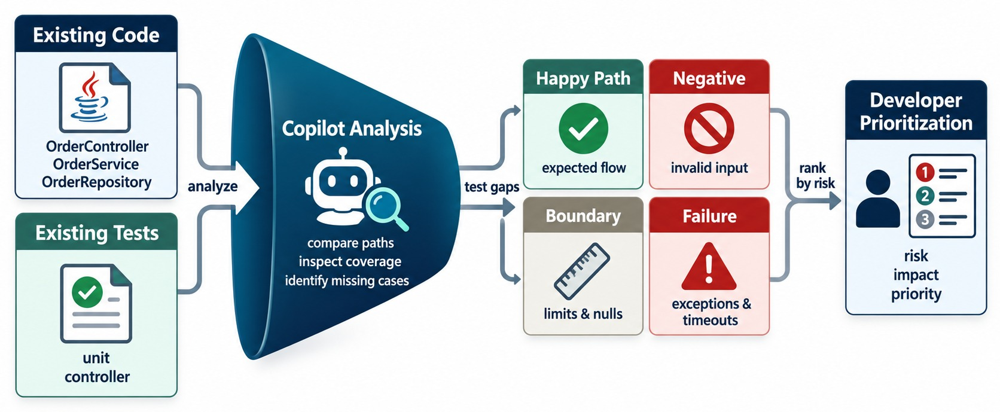 Existing Code
OrderController
OrderService
OrderRepository
Existing Tests
unit
controller
analyze
Copilot Analysis
compare paths
inspect coverage
identify missing cases
test gaps
Happy Path
expected flow
Negative
invalid input
Boundary
limits & nulls
Failure
exceptions &
timeouts
rank
by risk
Developer
Prioritization
1
2
3
risk
impact
priority